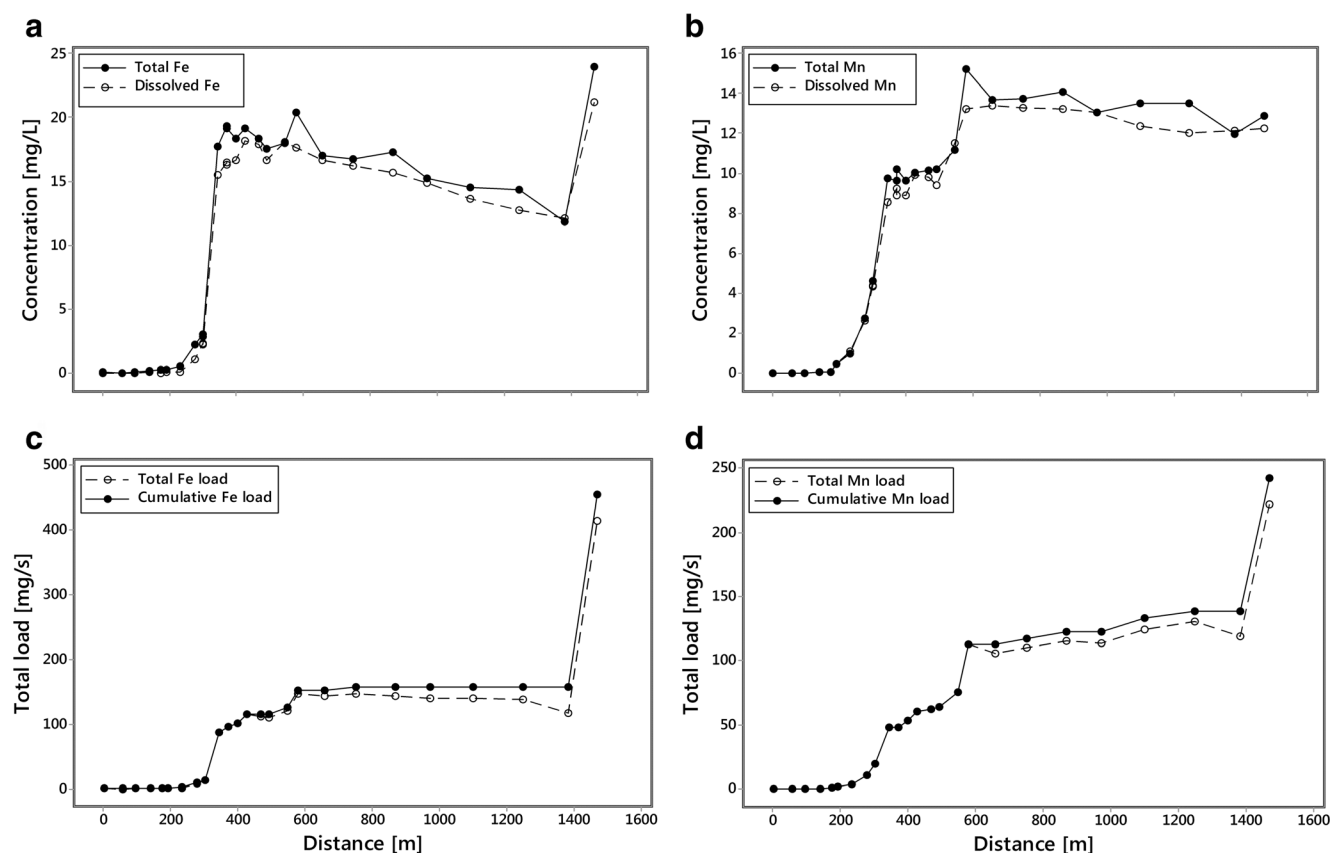 a
25
20
15
10
5
0
Concentration [mg/L]
Total Fe
Dissolved Fe
b
16
14
12
10
8
6
4
2
0
Concentration [mg/L]
Total Mn
Dissolved Mn
c
500
400
300
200
100
0
Total load [mg/s]
Total Fe load
Cumulative Fe load
0 200 400 600 800 1000 1200 1400 1600
Distance [m]
d
250
200
150
100
50
0
Total load [mg/s]
Total Mn load
Cumulative Mn load
0 200 400 600 800 1000 1200 1400 1600
Distance [m]